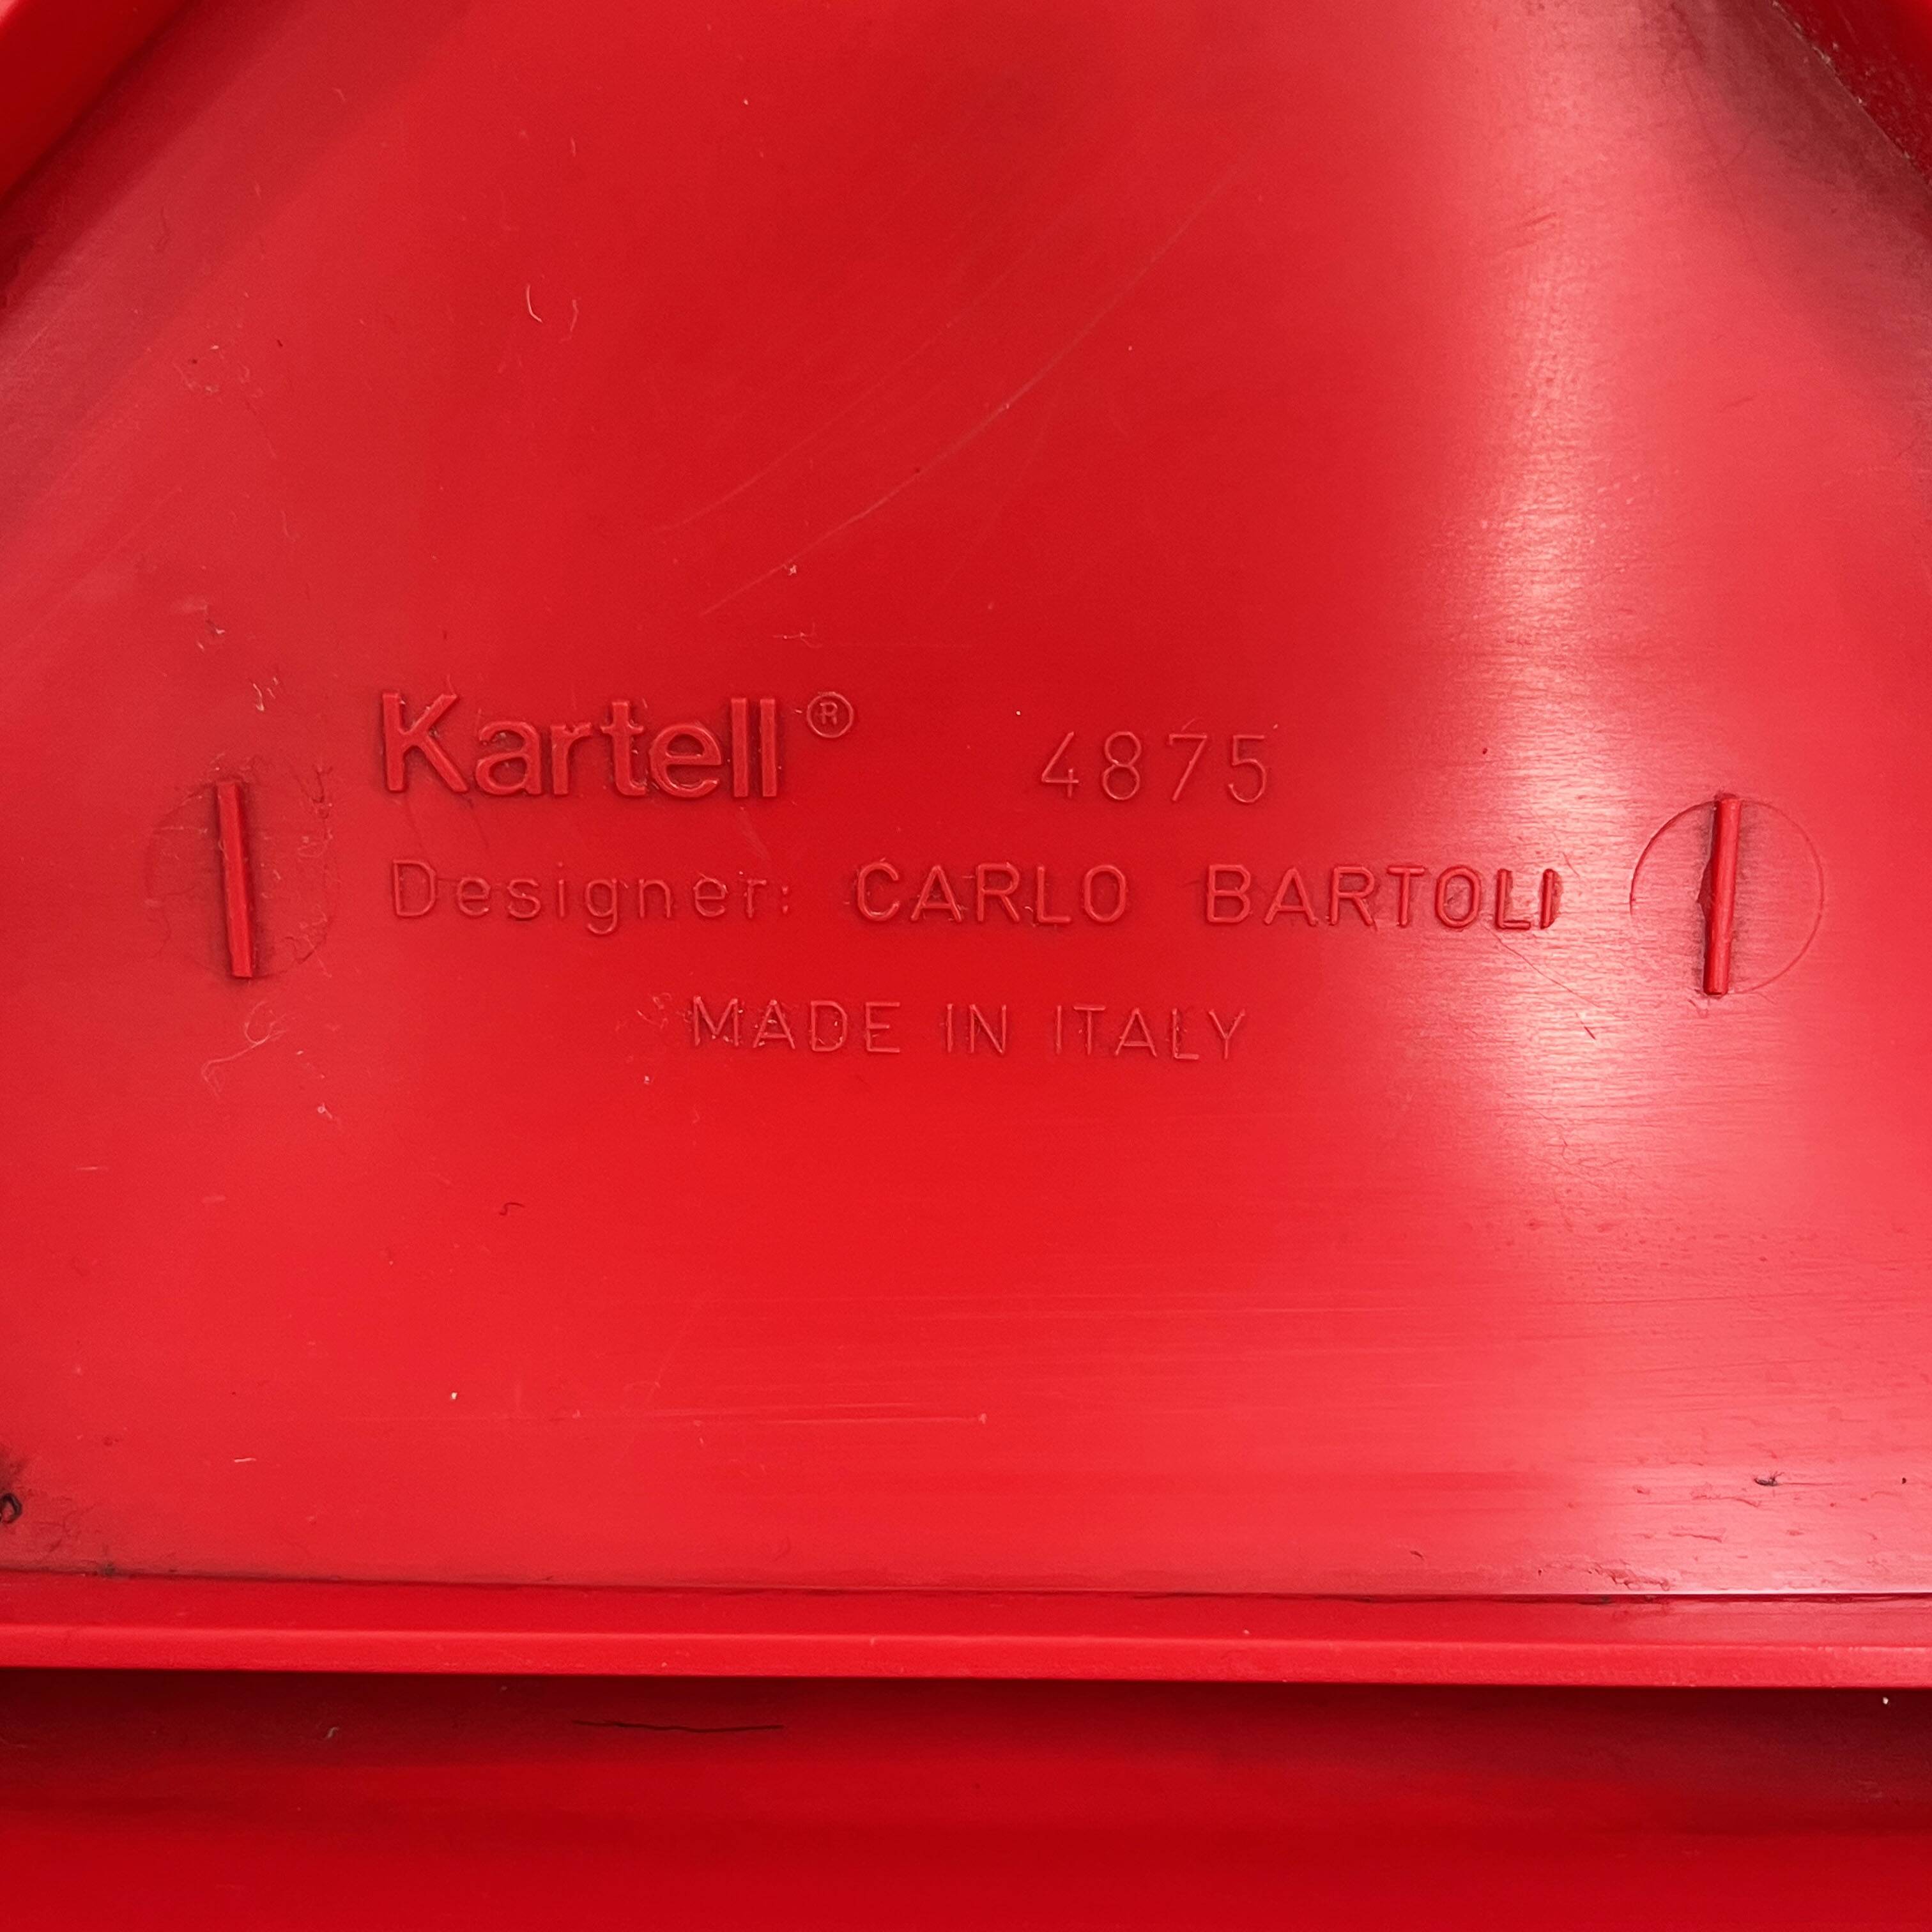 Kartell® 4875
Designer: CARLO BARTOLI
MADE IN ITALY